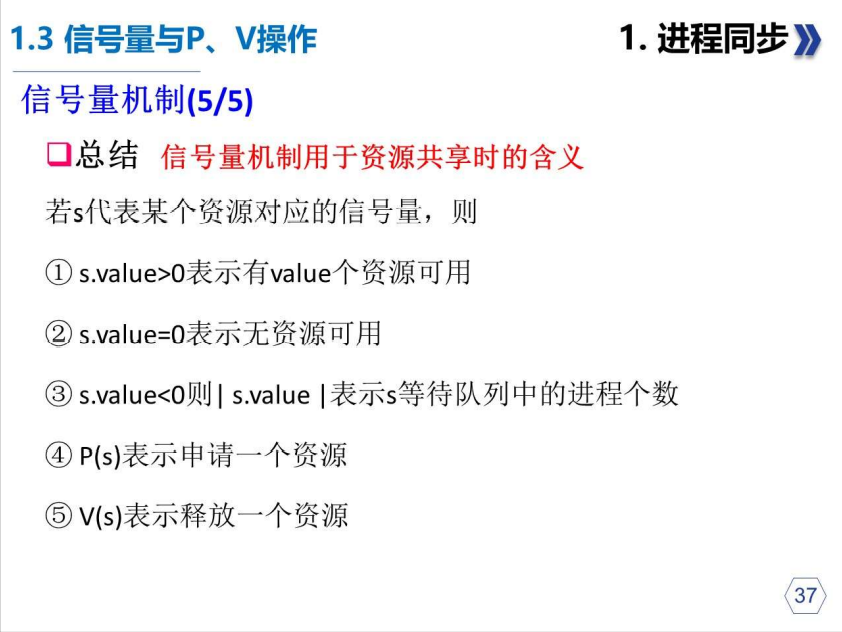 1.3 信号量与P、V操作
1. 进程同步
信号量机制(5/5)
总结 信号量机制用于资源共享时的含义
若s代表某个资源对应的信号量，则
① s.value>0表示有value个资源可用
② s.value=0表示无资源可用
③ s.value<0则| s.value |表示s等待队列中的进程个数
④ P(s)表示申请一个资源
⑤ V(s)表示释放一个资源
37